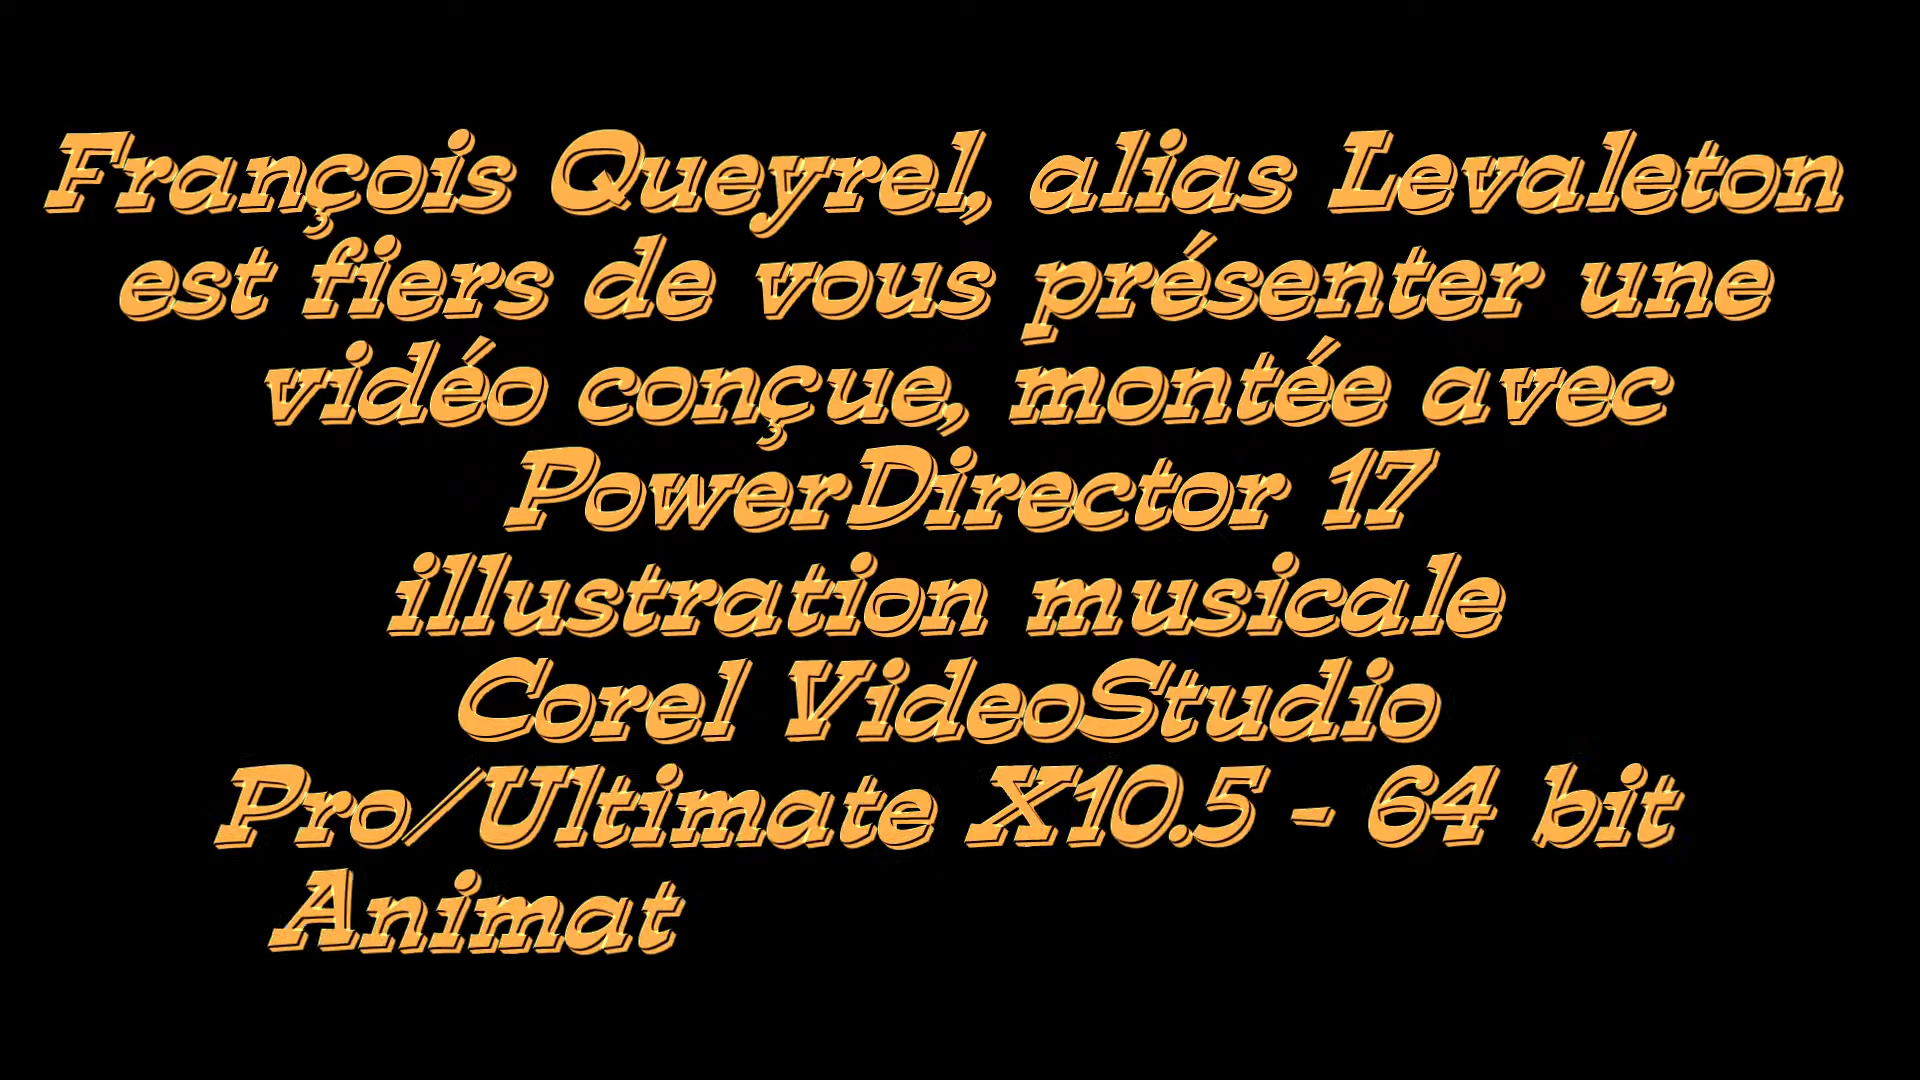 François Queyrel, alias Levaleton
est fiers de vous présenter une
vidéo conçue, montée avec
PowerDirector 17
illustration musicale
Corel VideoStudio
Pro/Ultimate X10.5 - 64 bit
Animat